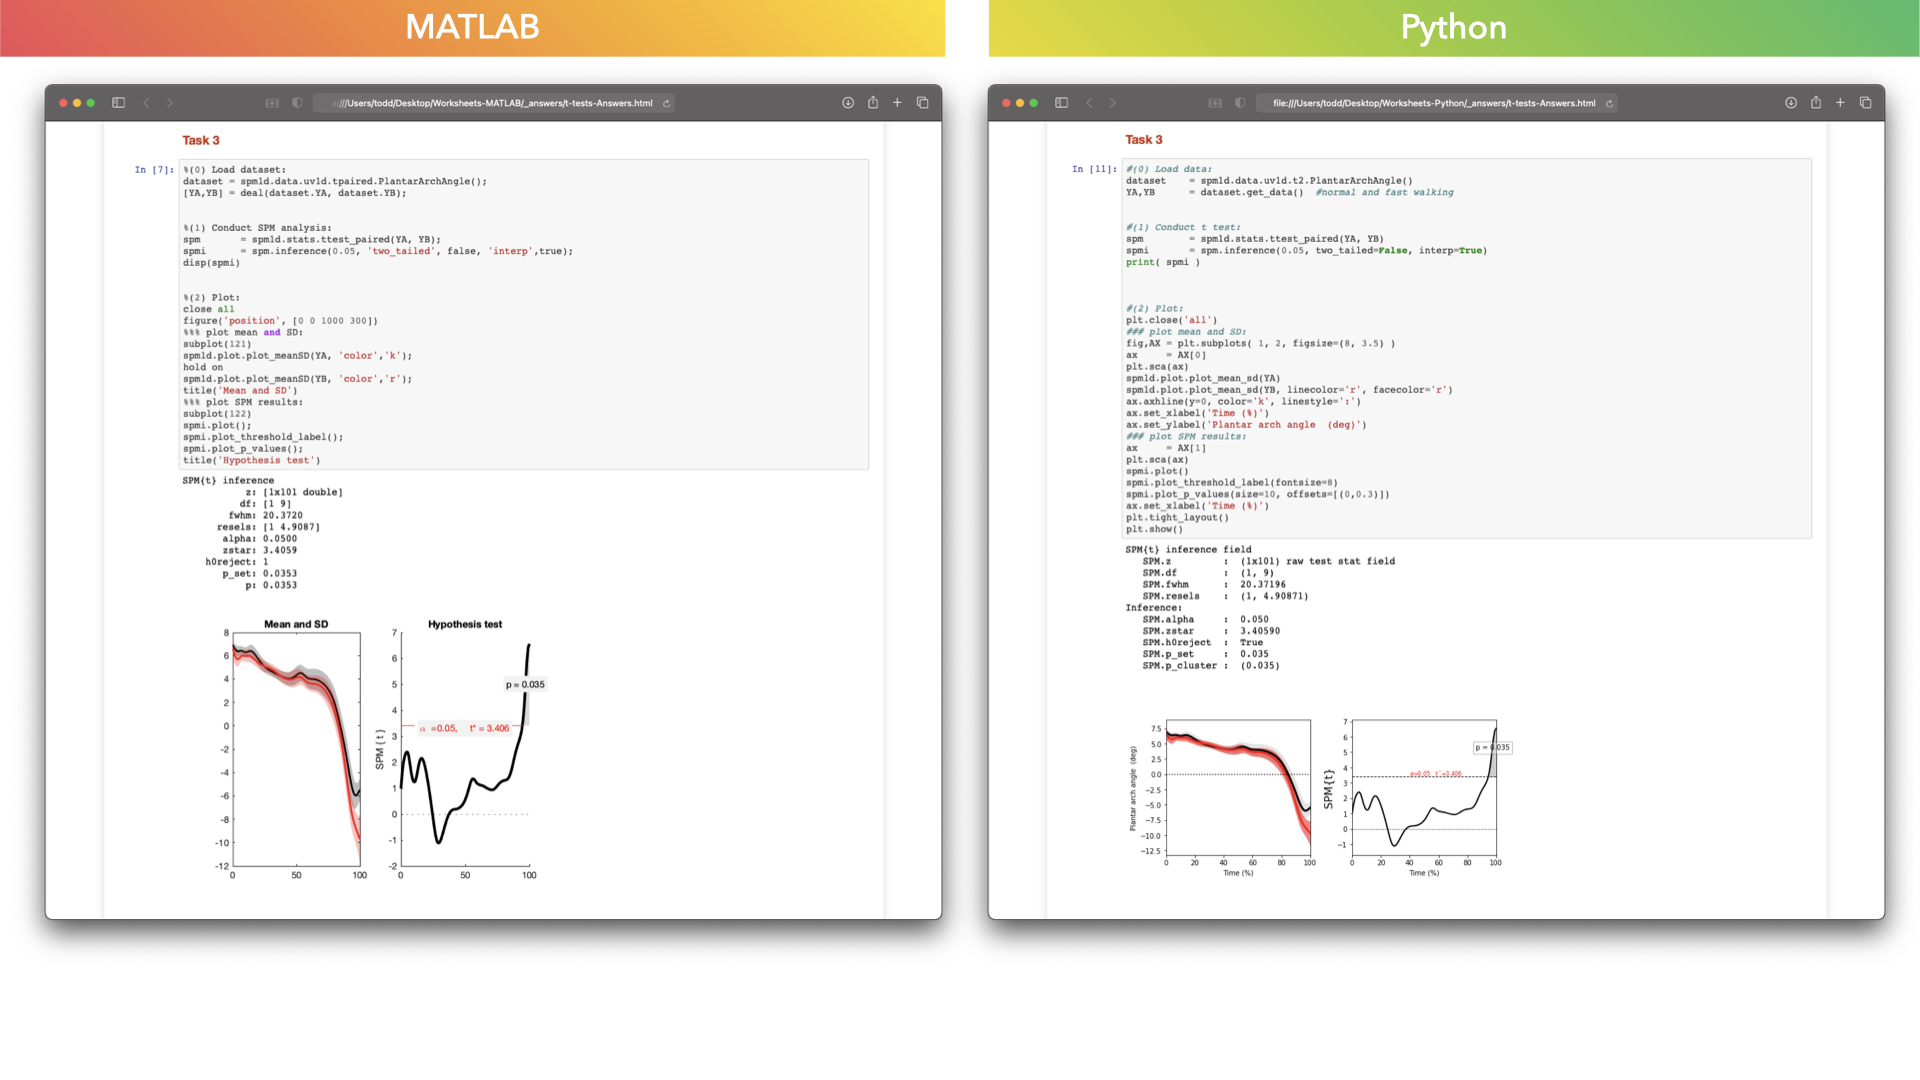 MATLAB
:///Users/todd/Desktop/Worksheets-MATLAB/_answers/t-tests-Answers.html
Task 3
In [7]:
%(0) Load dataset:
dataset = spm1d.data.uv1d.tpaired.PlantarArchAngle();
[YA,YB] = deal(dataset.YA, dataset.YB);
%(1) Conduct SPM analysis:
spm       = spm1d.stats.ttest_paired(YA, YB);
spmi      = spm.inference(0.05, 'two_tailed', false, 'interp',true);
disp(spmi)
%(2) Plot:
close all
figure('position', [0 0 1000 300])
%%% plot mean and SD:
subplot(121)
spm1d.plot.plot_meanSD(YA, 'color','k');
hold on
spm1d.plot.plot_meanSD(YB, 'color','r');
title('Mean and SD')
%%% plot SPM results:
subplot(122)
spmi.plot();
spmi.plot_threshold_label();
spmi.plot_p_values();
title('Hypothesis test')
SPM{t} inference
z: [1x101 double]
df: [1 9]
fwhm: 20.3720
resels: [1 4.9087]
alpha: 0.0500
zstar: 3.4059
h0reject: 1
p_set: 0.0353
p: 0.0353
Mean and SD
8
6
4
2
0
-2
-4
-6
-8
-10
-12
0 50 100
Hypothesis test
SPM { t }
7
6
5
4
3
2
1
0
-1
-2
p = 0.035
α =0.05, t* = 3.406
0 50 100
Python
file:///Users/todd/Desktop/Worksheets-Python/_answers/t-tests-Answers.html
Task 3
In [11]:
#(0) Load data:
dataset    = spm1d.data.uv1d.t2.PlantarArchAngle()
YA,YB      = dataset.get_data()  #normal and fast walking
#(1) Conduct t test:
spm        = spm1d.stats.ttest_paired(YA, YB)
spmi       = spm.inference(0.05, two_tailed=False, interp=True)
print( spmi )
#(2) Plot:
plt.close('all')
### plot mean and SD:
fig,AX = plt.subplots( 1, 2, figsize=(8, 3.5) )
ax     = AX[0]
plt.sca(ax)
spm1d.plot.plot_mean_sd(YA)
spm1d.plot.plot_mean_sd(YB, linecolor='r', facecolor='r')
ax.axhline(y=0, color='k', linestyle=':')
ax.set_xlabel('Time (%)')
ax.set_ylabel('Plantar arch angle  (deg)')
### plot SPM results:
ax     = AX[1]
plt.sca(ax)
spmi.plot()
spmi.plot_threshold_label(fontsize=8)
spmi.plot_p_values(size=10, offsets=[(0,0.3)])
ax.set_xlabel('Time (%)')
plt.tight_layout()
plt.show()
SPM{t} inference field
SPM.z         :  (1x101) raw test stat field
SPM.df        :  (1, 9)
SPM.fwhm      :  20.37196
SPM.resels    :  (1, 4.90871)
Inference:
SPM.alpha     :  0.050
SPM.zstar     :  3.40590
SPM.h0reject  :  True
SPM.p_set     :  0.035
SPM.p_cluster :  (0.035)
Plantar arch angle (deg)
7.5
5.0
2.5
0.0
−2.5
−5.0
−7.5
−10.0
−12.5
0 20 40 60 80 100
Time (%)
SPM{t}
7
6
5
4
3
2
1
0
−1
p = 0.035
α=0.05 t*=3.406
0 20 40 60 80 100
Time (%)